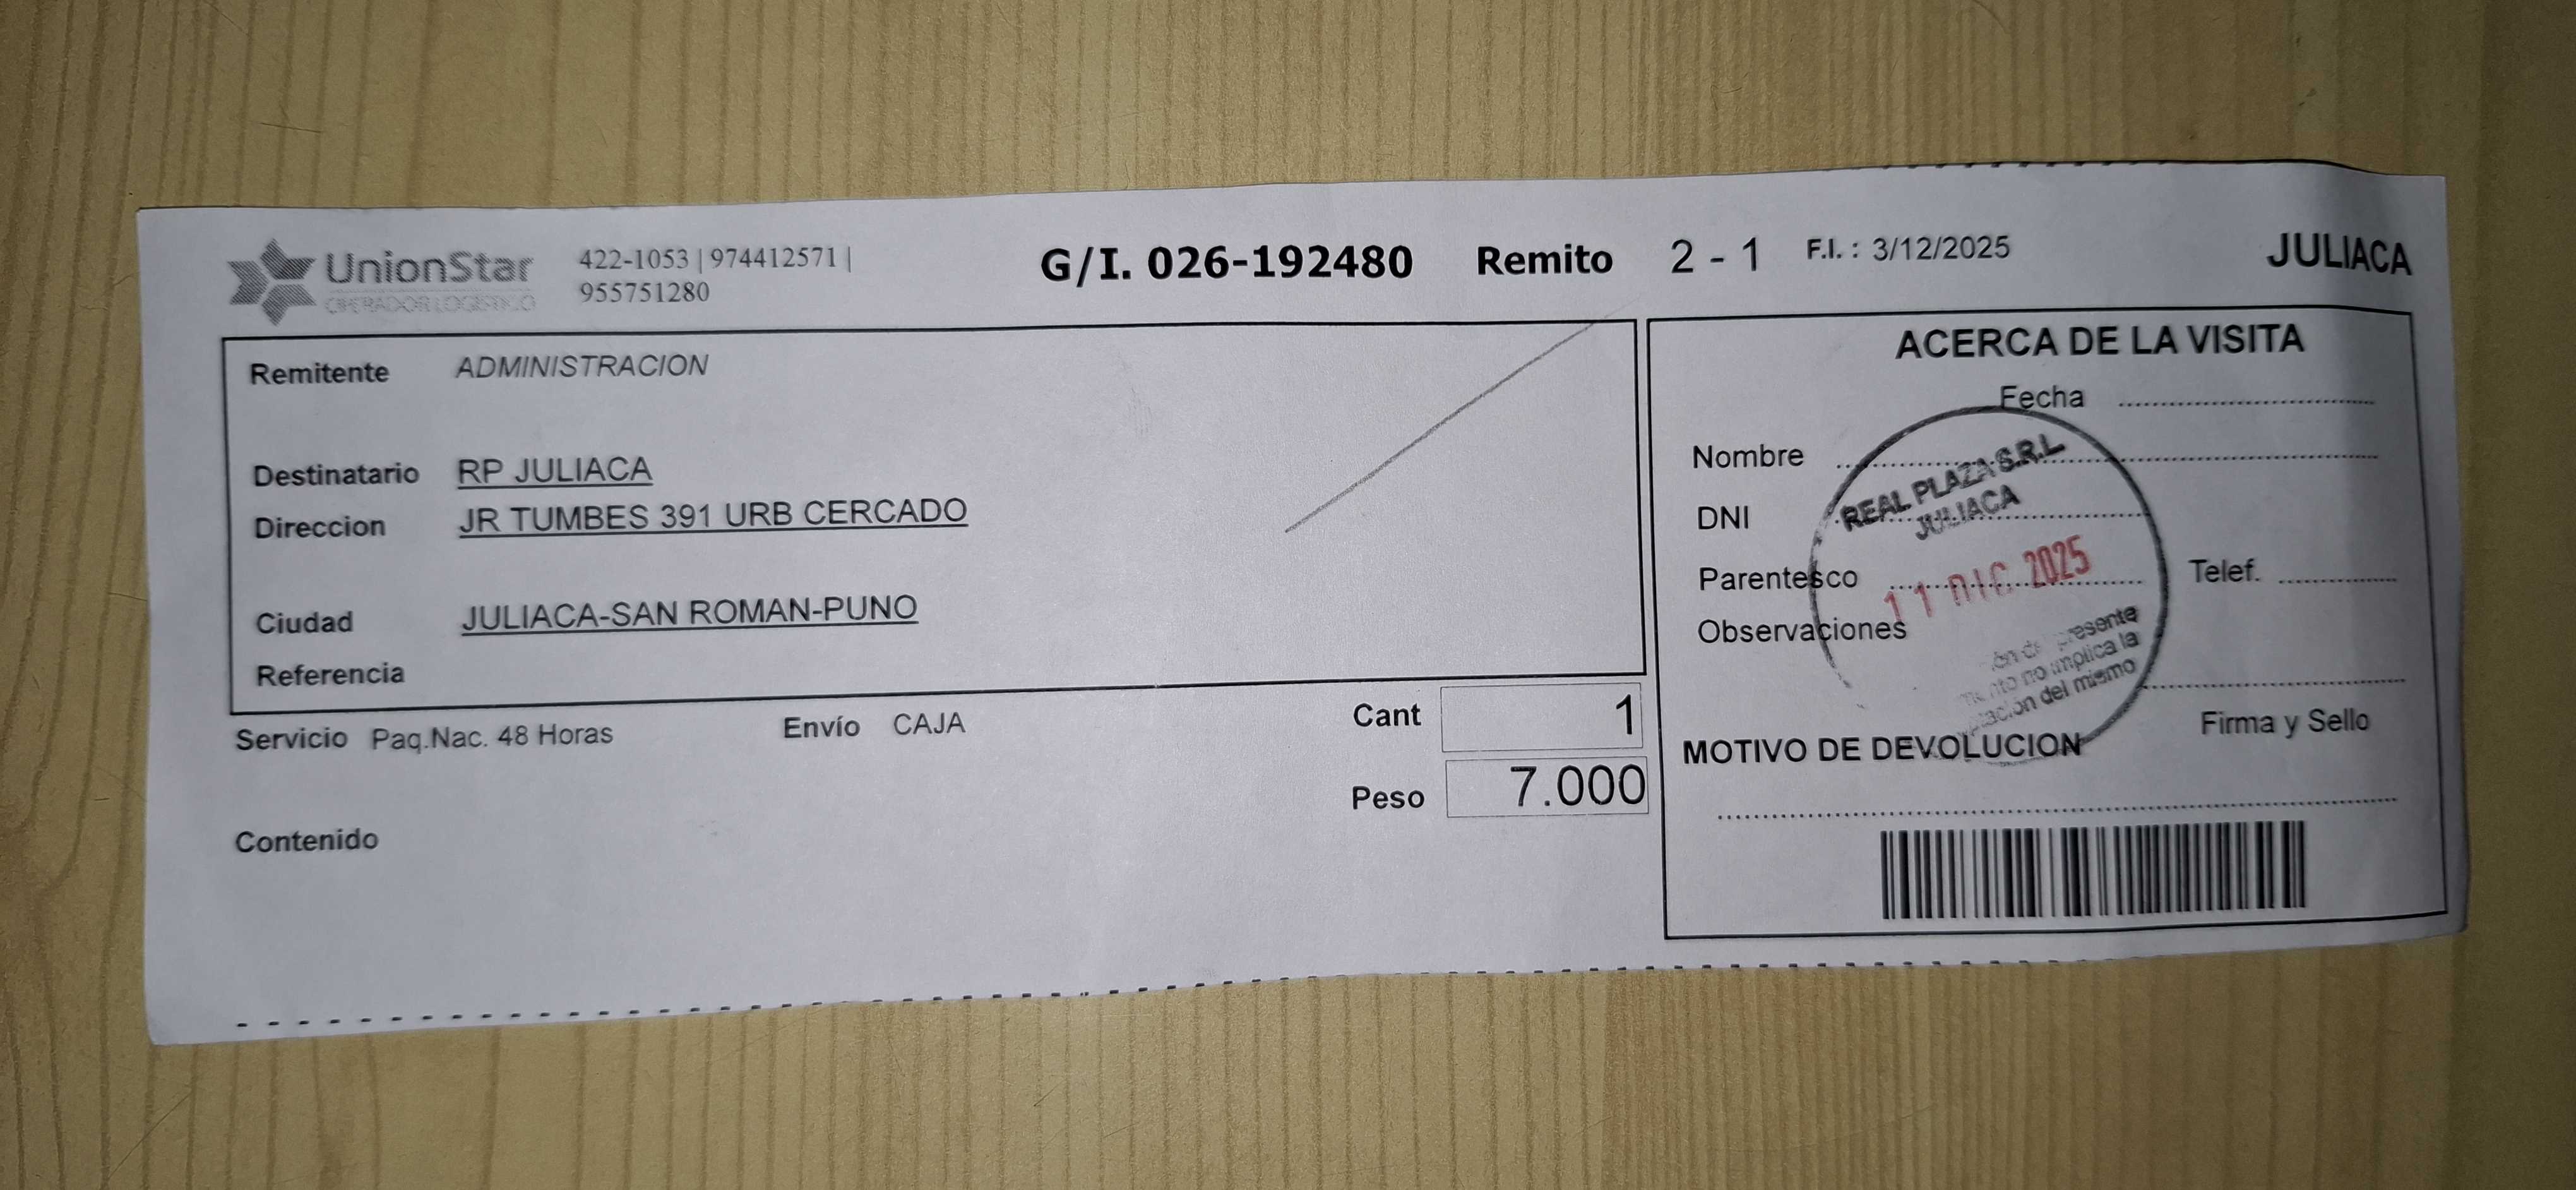 UnionStar
OPERADOR LOGISTICO
422-1053 | 974412571 |
955751280
G/I. 026-192480 Remito 2 - 1 F.I. : 3/12/2025
JULIACA
Remitente ADMINISTRACION
Destinatario RP JULIACA
Direccion JR TUMBES 391 URB CERCADO
Ciudad JULIACA-SAN ROMAN-PUNO
Referencia
Servicio Paq.Nac. 48 Horas Envío CAJA
Cant 1
Peso 7.000
Contenido
ACERCA DE LA VISITA
Fecha
Nombre
DNI
Parentesco Telef.
Observaciones
Firma y Sello
MOTIVO DE DEVOLUCION
REAL PLAZA S.R.L
JULIACA
11 DIC 2025
presente
no implica la
del mismo